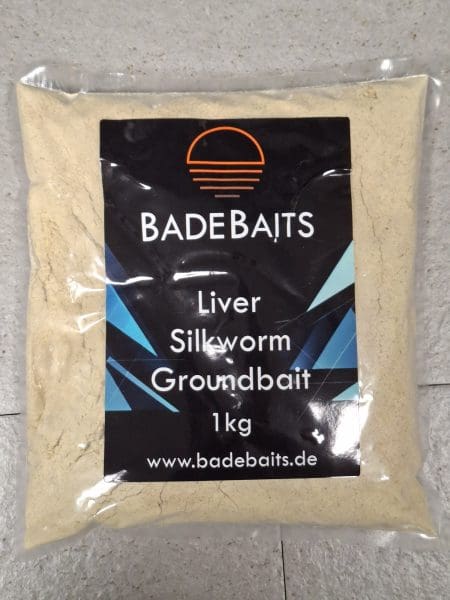 BADEBAITS
Liver
Silkworm
Groundbait
1kg
www.badebaits.de